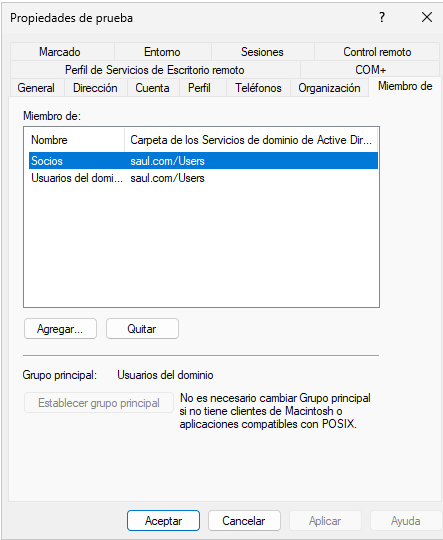 Propiedades de prueba ? ×
Marcado Entorno Sesiones Control remoto
Perfil de Servicios de Escritorio remoto COM+
General Dirección Cuenta Perfil Teléfonos Organización Miembro de
Miembro de:
Nombre Carpeta de los Servicios de dominio de Active Dir...
Socios saul.com/Users
Usuarios del domi... saul.com/Users
Agregar... Quitar
Grupo principal: Usuarios del dominio
Establecer grupo principal
No es necesario cambiar Grupo principal
si no tiene clientes de Macintosh o
aplicaciones compatibles con POSIX.
Aceptar Cancelar Aplicar Ayuda